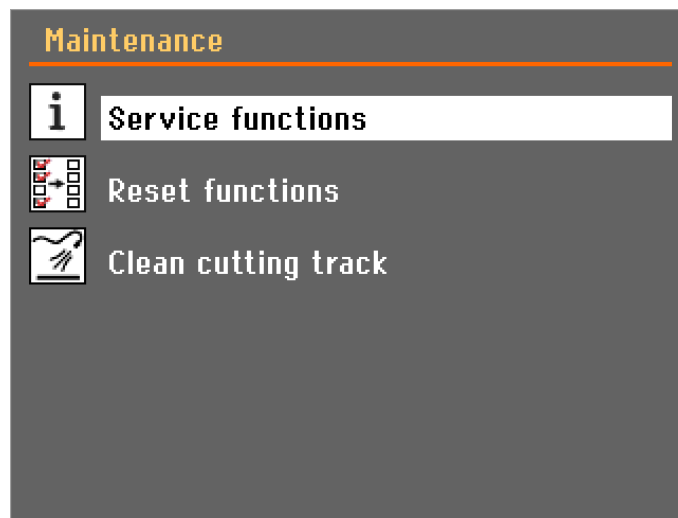 Maintenance
i
Service functions
Reset functions
Clean cutting track